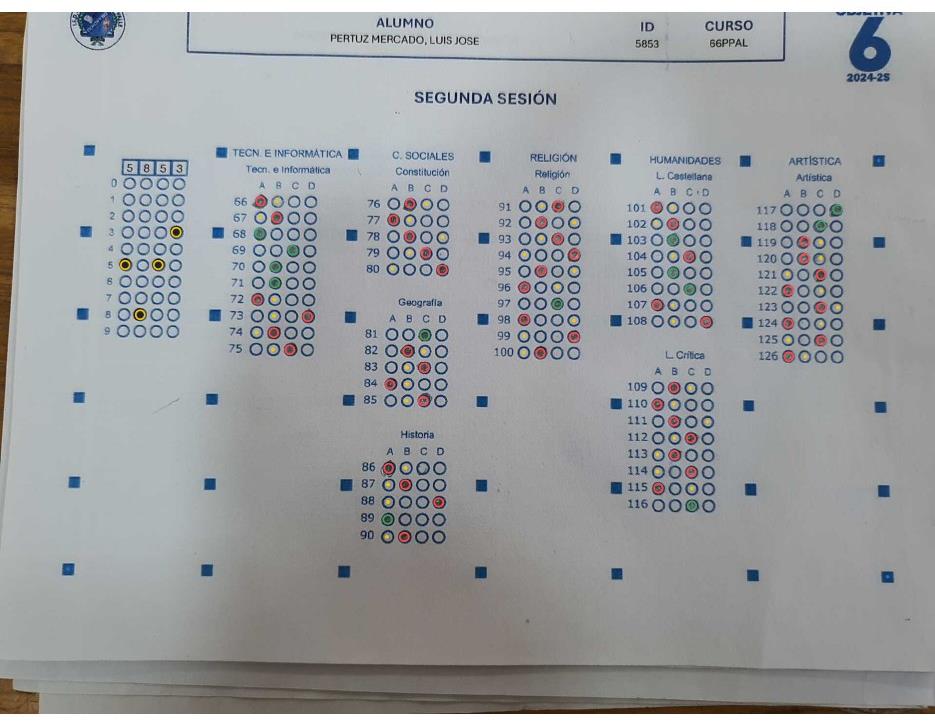 ALUMNO
PERTUZ MERCADO, LUIS JOSE
ID
5853
CURSO
66PPAL
6
2024-2S
SEGUNDA SESIÓN
5 8 5 3
0
1
2
3
4
5
6
7
8
9
TECN. E INFORMÁTICA
Tecn. e Informática
A B C D
66
67
68
69
70
71
72
73
74
75
C. SOCIALES
Constitución
A B C D
76
77
78
79
80
Geografía
81
82
83
84
85
Historia
A B C D
86
87
88
89
90
RELIGIÓN
Religión
A B C D
91
92
93
94
95
96
97
98
99
100
HUMANIDADES
L. Castellana
A B C D
101
102
103
104
105
106
107
108
L. Crítica
A B C D
109
110
111
112
113
114
115
116
ARTÍSTICA
Artística
A B C D
117
118
119
120
121
122
123
124
125
126